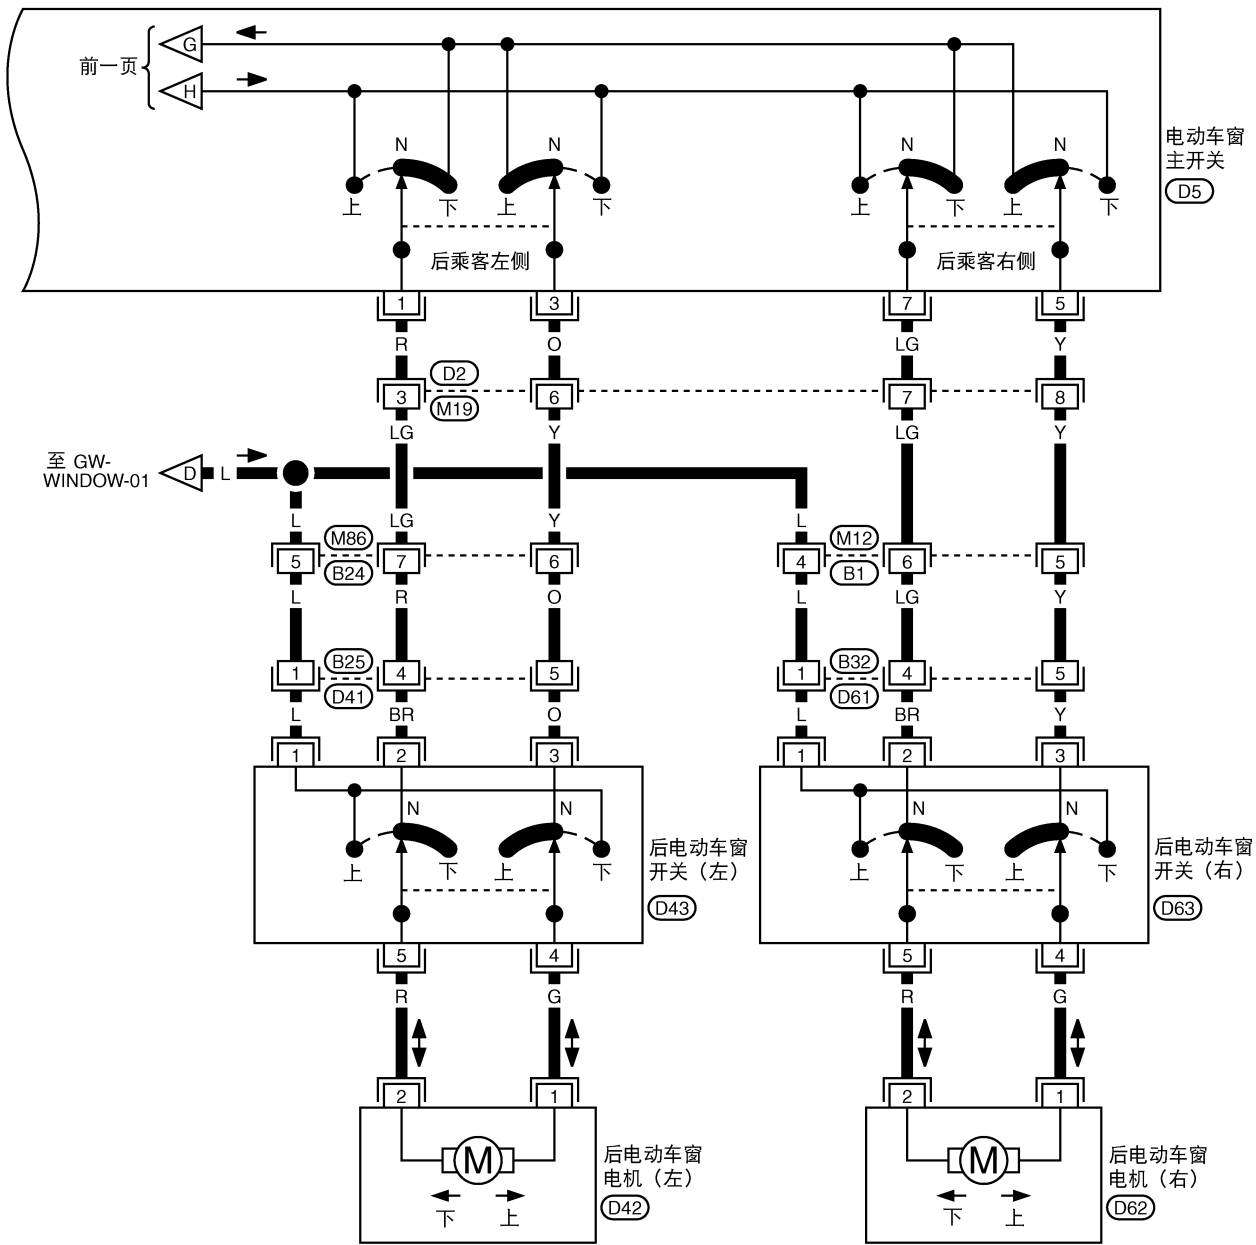 G
前一页
H
N N N N
上 下 上 下 上 下 上 下
电动车窗
主开关
D5
后乘客左侧 后乘客右侧
1 3 7 5
R O LG Y
D2
3 6 7 8
M19
LG Y LG Y
至 GW-
WINDOW-01
D L
L LG Y L
M86 M12
5 7 6 4 6 5
B24 B1
L R O L LG Y
B25 B32
1 4 5 1 4 5
D41 D61
L BR O L BR Y
1 2 3 1 2 3
N N N N
上 下 上 下 上 下 上 下
后电动车窗
开关（左）
D43
后电动车窗
开关（右）
D63
5 4 5 4
R G R G
2 1 2 1
M M
下 上 下 上
后电动车窗
电机（左）
D42
后电动车窗
电机（右）
D62